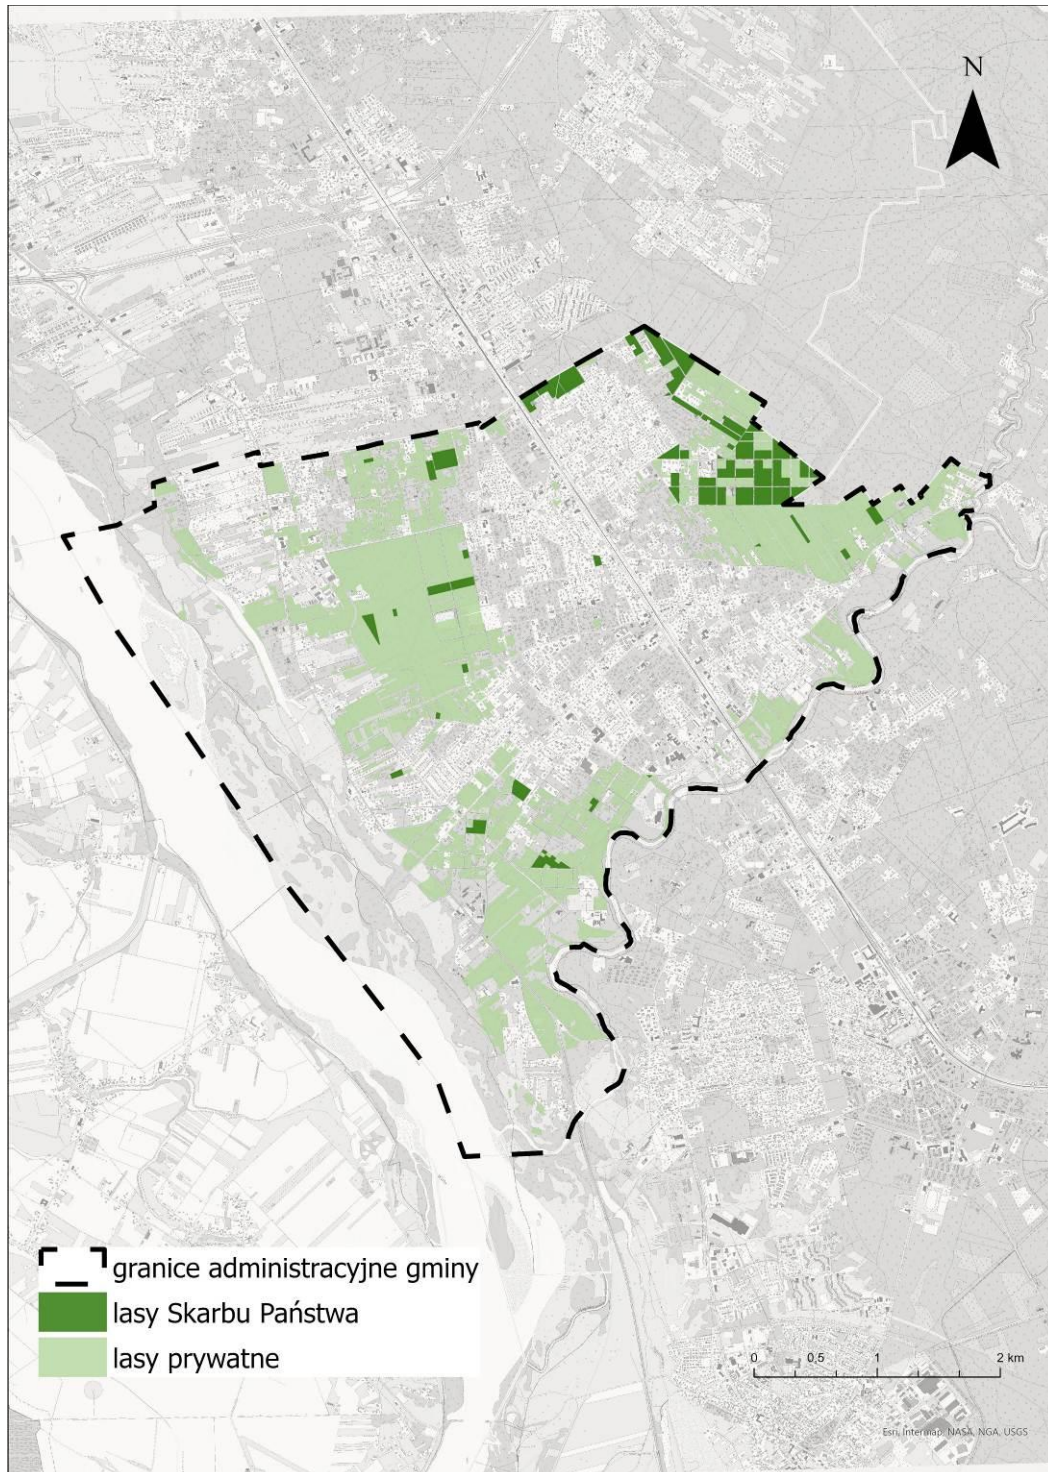 N
granice administracyjne gminy
lasy Skarbu Państwa
lasy prywatne
0 0,5 1 2 km
Esri, Intermap, NASA, NGA, USGS